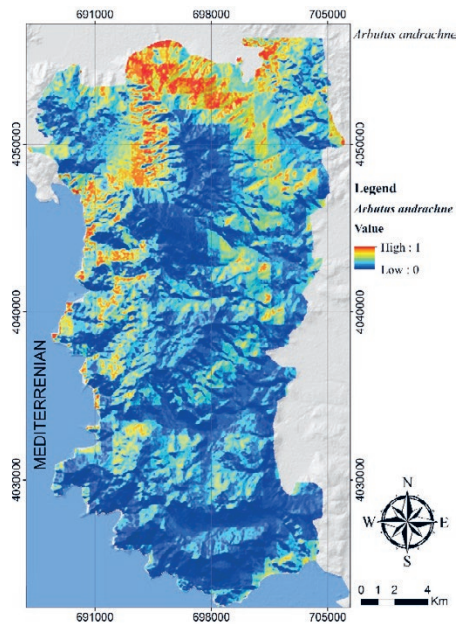 691000 698000 705000
Arbutus andrachne
4050000 4050000
Legend
Arbutus andrachne
Value
High : 1
Low : 0
4040000 4040000
MEDITERRENIAN
4030000 4030000
N
W E
S
0 1 2 4
Km
691000 698000 705000